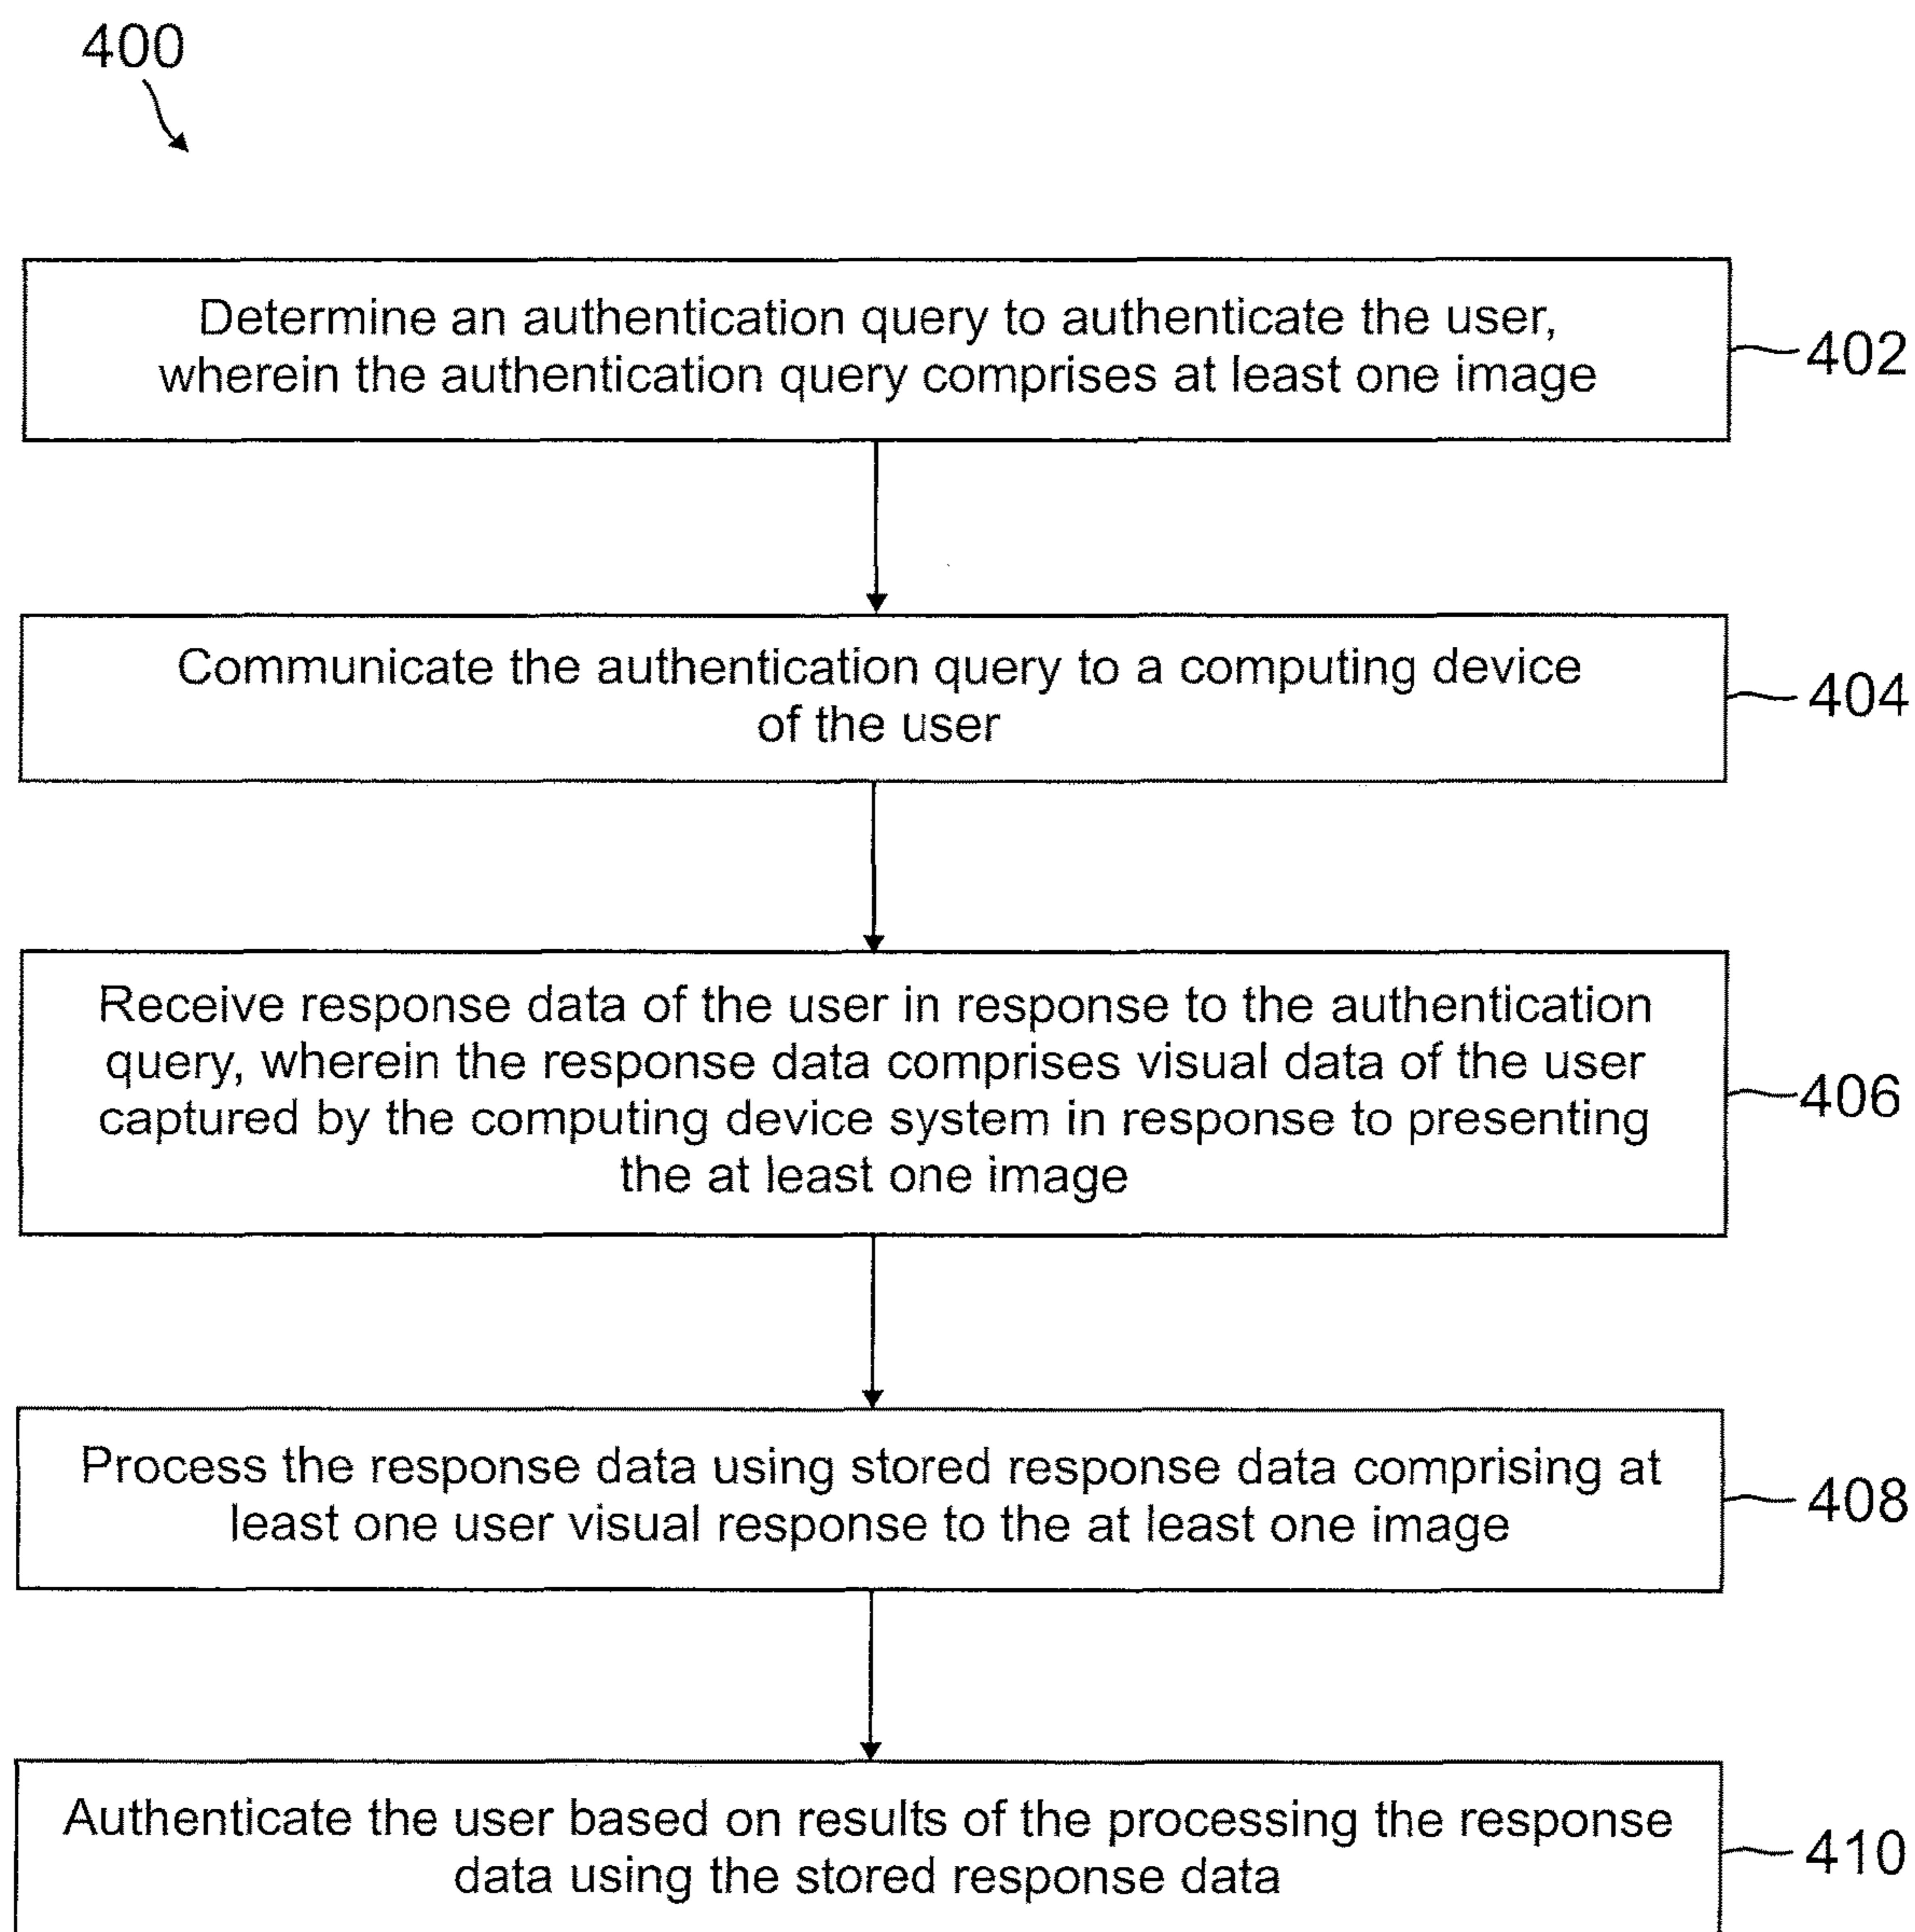 400
Determine an authentication query to authenticate the user,
wherein the authentication query comprises at least one image
402
Communicate the authentication query to a computing device
of the user
404
Receive response data of the user in response to the authentication
query, wherein the response data comprises visual data of the user
captured by the computing device system in response to presenting
the at least one image
406
Process the response data using stored response data comprising at
least one user visual response to the at least one image
408
Authenticate the user based on results of the processing the response
data using the stored response data
410